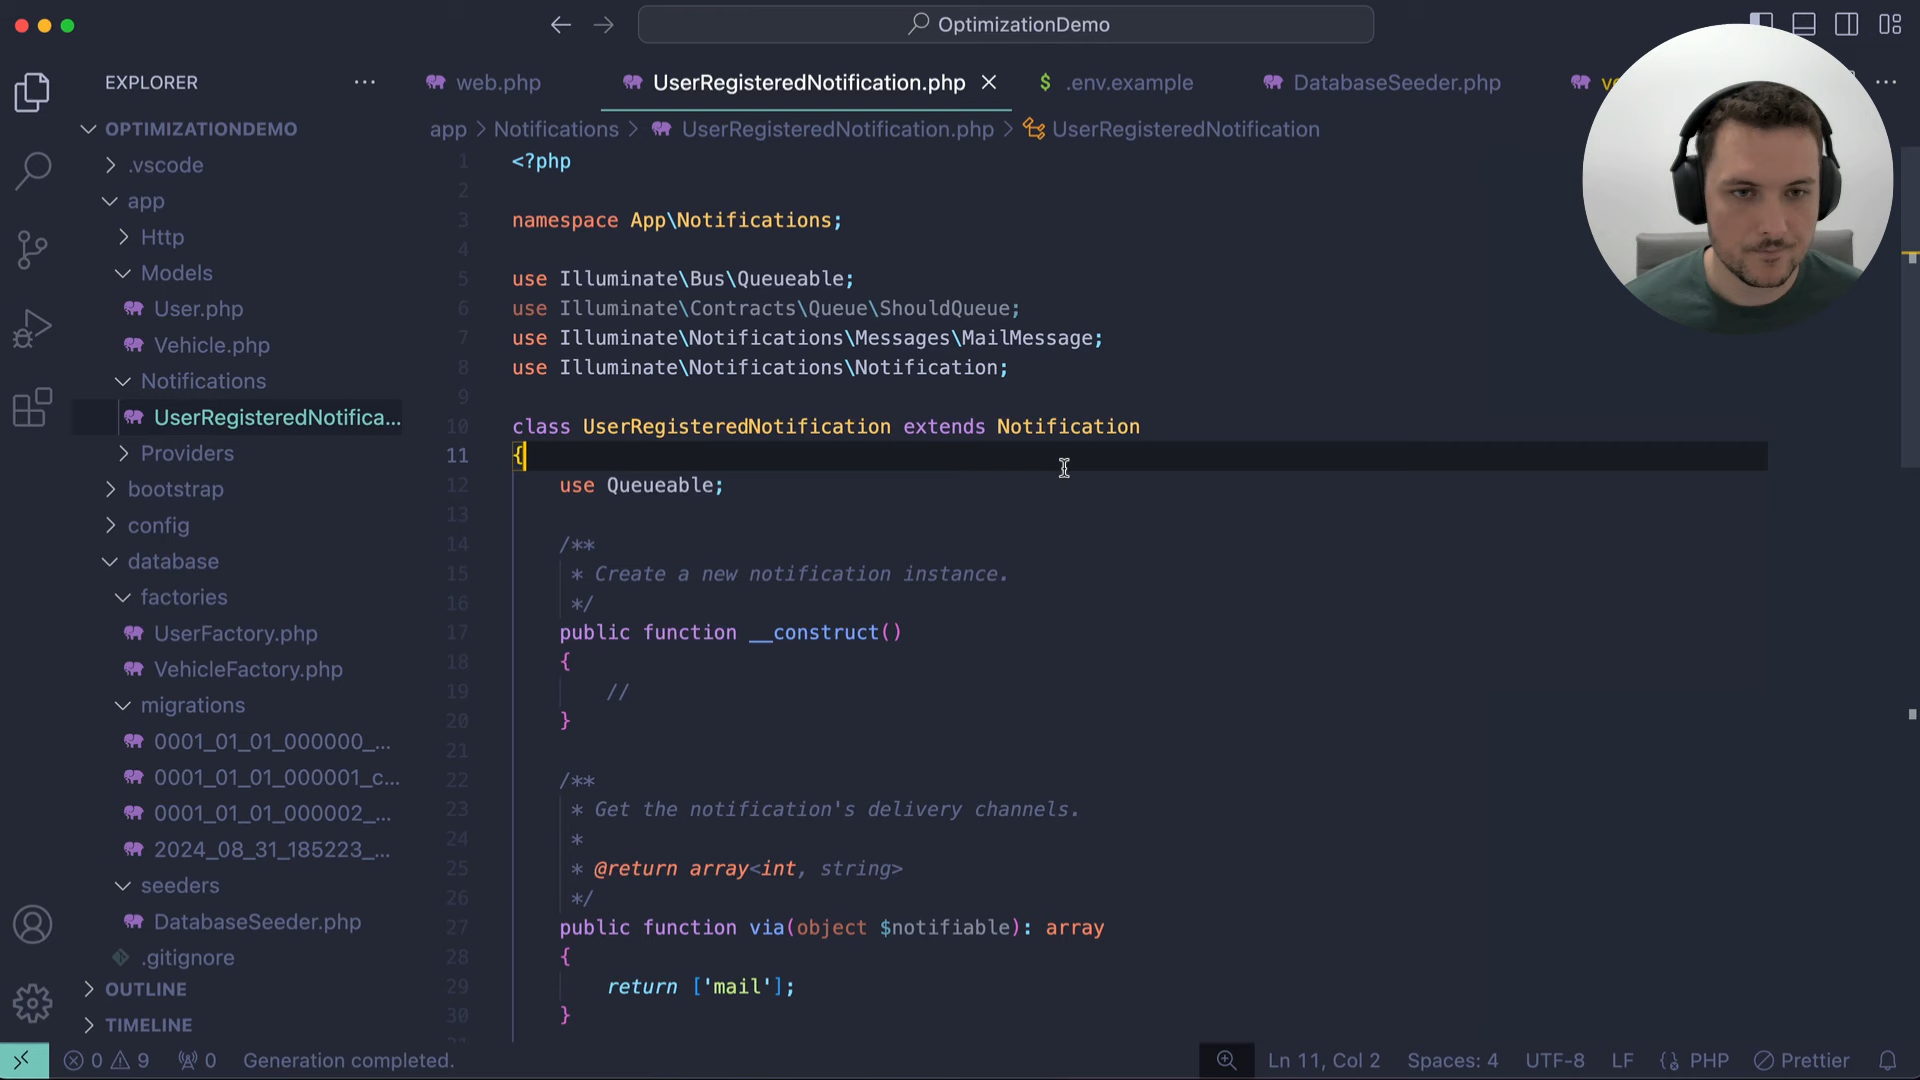 OptimizationDemo
EXPLORER
web.php
UserRegisteredNotification.php
$ .env.example
DatabaseSeeder.php
OPTIMIZATIONDEMO
.vscode
app
Http
Models
User.php
Vehicle.php
Notifications
UserRegisteredNotifica...
Providers
bootstrap
config
database
factories
UserFactory.php
VehicleFactory.php
migrations
0001_01_01_000000_...
0001_01_01_000001_c...
0001_01_01_000002_...
2024_08_31_185223_...
seeders
DatabaseSeeder.php
.gitignore
OUTLINE
TIMELINE
app > Notifications > UserRegisteredNotification.php > UserRegisteredNotification
1 <?php
2
3 namespace App\Notifications;
4
5 use Illuminate\Bus\Queueable;
6 use Illuminate\Contracts\Queue\ShouldQueue;
7 use Illuminate\Notifications\Messages\MailMessage;
8 use Illuminate\Notifications\Notification;
9
10 class UserRegisteredNotification extends Notification
11 {
12 use Queueable;
13
14 /**
15 * Create a new notification instance.
16 */
17 public function __construct()
18 {
19 //
20 }
21
22 /**
23 * Get the notification's delivery channels.
24 *
25 * @return array<int, string>
26 */
27 public function via(object $notifiable): array
28 {
29 return ['mail'];
30 }
0 9 0 Generation completed.
Ln 11, Col 2 Spaces: 4 UTF-8 LF {} PHP Prettier